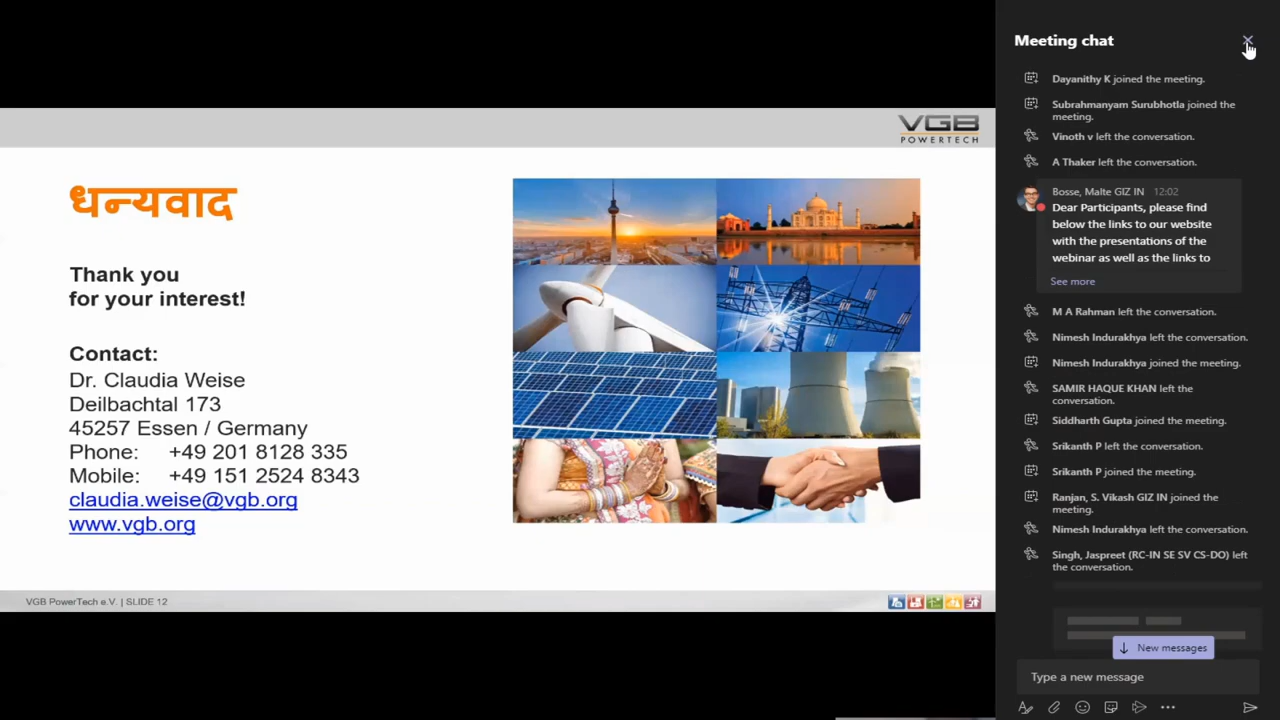 VGB
POWERTECH
धन्यवाद
Thank you
for your interest!
Contact:
Dr. Claudia Weise
Deilbachtal 173
45257 Essen / Germany
Phone: +49 201 8128 335
Mobile: +49 151 2524 8343
claudia.weise@vgb.org
www.vgb.org
VGB PowerTech e.V. | SLIDE 12
Meeting chat
Dayanithy K joined the meeting.
Subrahmanyam Surubhotla joined the
meeting.
Vinoth v left the conversation.
A Thaker left the conversation.
Bosse, Malte GIZ IN 12:02
Dear Participants, please find
below the links to our website
with the presentations of the
webinar as well as the links to
See more
M A Rahman left the conversation.
Nimesh Indurakhya left the conversation.
Nimesh Indurakhya joined the meeting.
SAMIR HAQUE KHAN left the
conversation.
Siddharth Gupta joined the meeting.
Srikanth P left the conversation.
Srikanth P joined the meeting.
Ranjan, S. Vikash GIZ IN joined the
meeting.
Nimesh Indurakhya left the conversation.
Singh, Jaspreet (RC-IN SE SV CS-DO) left
the conversation.
New messages
Type a new message